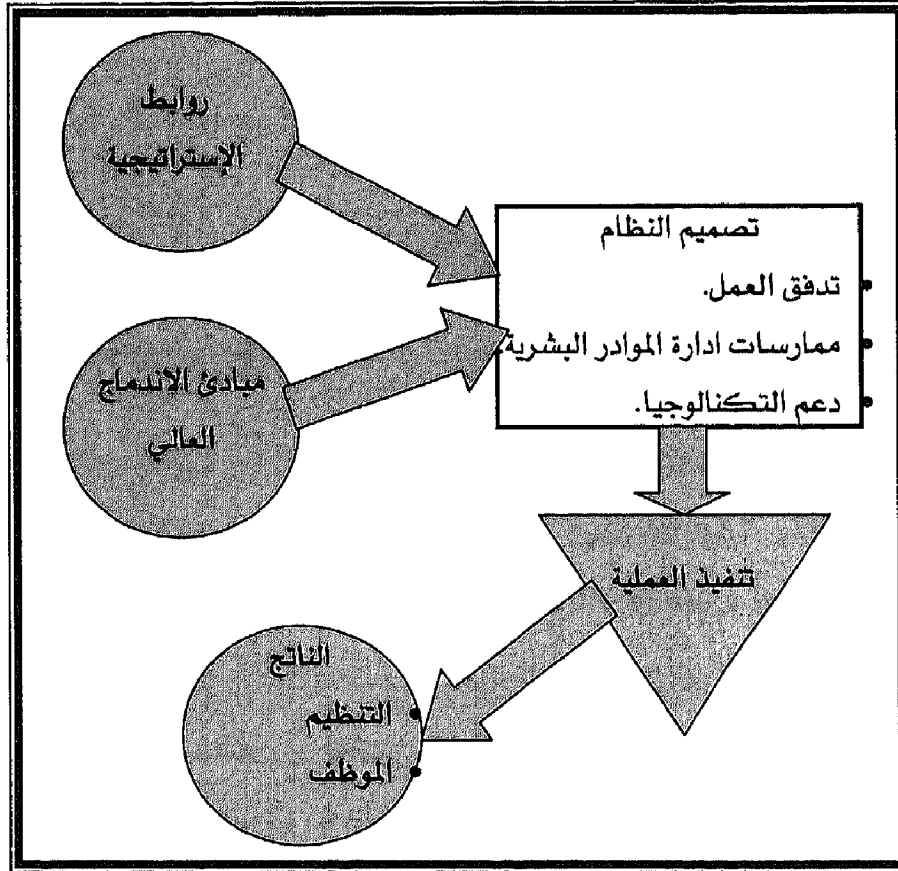 روابط
الإستراتيجية
تصميم النظام
• تدفق العمل.
• ممارسات ادارة الموادر البشرية.
• دعم التكنالوجيا.
مبادئ الاندماج
العالي
تنفيذ العملية
الناتج
• التنظيم
• الموظف